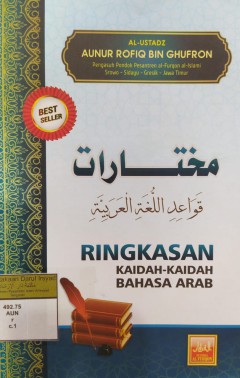 AL-USTADZ
AUNUR ROFIQ BIN GHUFRON
Pengasuh Pondok Pesantren al-Furqon al-Islami
Srowo - Sidayu - Gresik - Jawa Timur
BEST
SELLER
مختارات
قواعد اللغة العربية
RINGKASAN
KAIDAH-KAIDAH
BAHASA ARAB
492.75
AUN
r
c.1